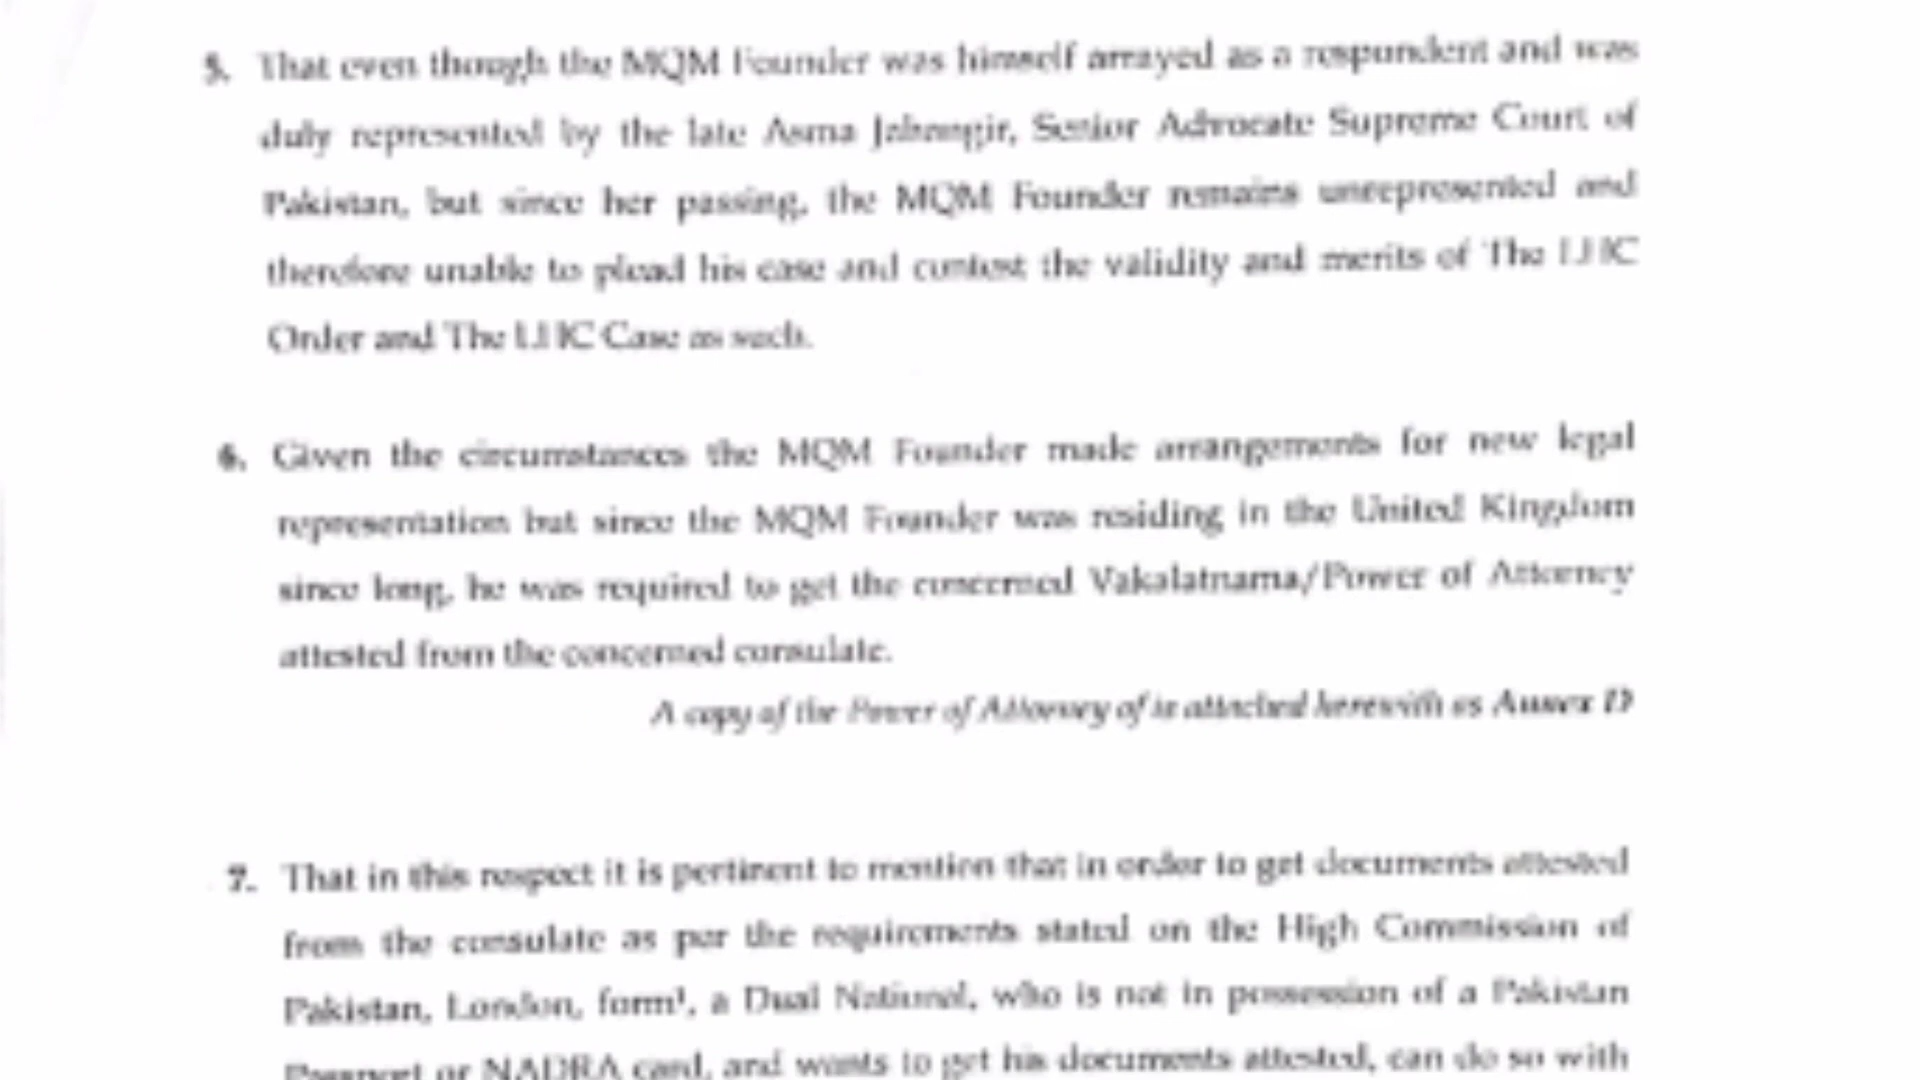 5. That even though the MQM Founder was himself arrayed as a respondent and was
duly represented by the late Asma Jahangir, Senior Advocate Supreme Court of
Pakistan, but since her passing, the MQM Founder remains unrepresented and
therefore unable to plead his case and contest the validity and merits of The LHC
Order and The LHC Case as such.
6. Given the circumstances the MQM Founder made arrangements for new legal
representation but since the MQM Founder was residing in the United Kingdom
since long, he was required to get the concerned Vakalatnama/Power of Attorney
attested from the concerned consulate.
A copy of the Power of Attorney of is attached herewith as Annex D
7. That in this respect it is pertinent to mention that in order to get documents attested
from the consulate as per the requirements stated on the High Commission of
Pakistan, London, form¹, a Dual National, who is not in possession of a Pakistan
Passport or NADRA card, and wants to get his documents attested, can do so with